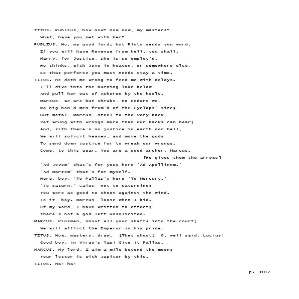 TITUS. Publius, how now? how now, my masters?
What, have you met with her?
PUBLIUS. No, my good lord; but Pluto sends you word,
If you will have Revenge from hell, you shall.
Marry, for Justice, she is so employ'd,
He thinks, with Jove in heaven, or somewhere else,
So that perforce you must needs stay a time.
TITUS. He doth me wrong to feed me with delays.
I'll dive into the burning lake below
And pull her out of Acheron by the heels.
Marcus, we are but shrubs, no cedars we,
No big-bon'd men fram'd of the Cyclops' size;
But metal, Marcus, steel to the very back,
Yet wrung with wrongs more than our backs can bear;
And, sith there's no justice in earth nor hell,
We will solicit heaven, and move the gods
To send down Justice for to wreak our wrongs.
Come, to this gear. You are a good archer, Marcus.
[He gives them the arrows]
'Ad Jovem' that's for you; here 'Ad Apollinem.'
'Ad Martem' that's for myself.
Here, boy, 'To Pallas'; here 'To Mercury.'
You were as good to shoot against the wind.
To it, boy. Marcus, loose when I bid.
Of my word, I have written to effect;
There's not a god left unsolicited.
MARCUS. Kinsmen, shoot all your shafts into the court;
We will afflict the Emperor in his pride.
TITUS. Now, masters, draw. [They shoot] O, well said, Lucius!
Good boy, in Virgo's lap! Give it Pallas.
MARCUS. My lord, I aim a mile beyond the moon;
Your letter is with Jupiter by this.
TITUS. Ha! ha!